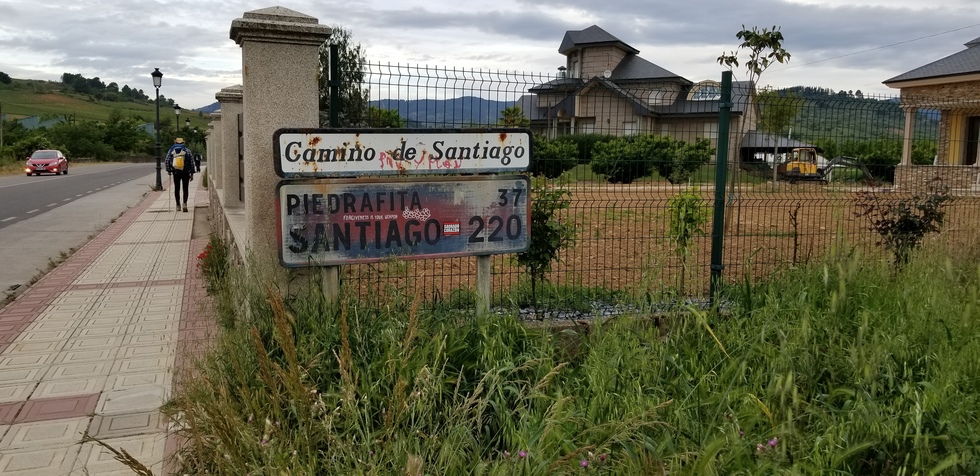 Camino de Santiago
PIEDRAFITA 37
SANTIAGO 220